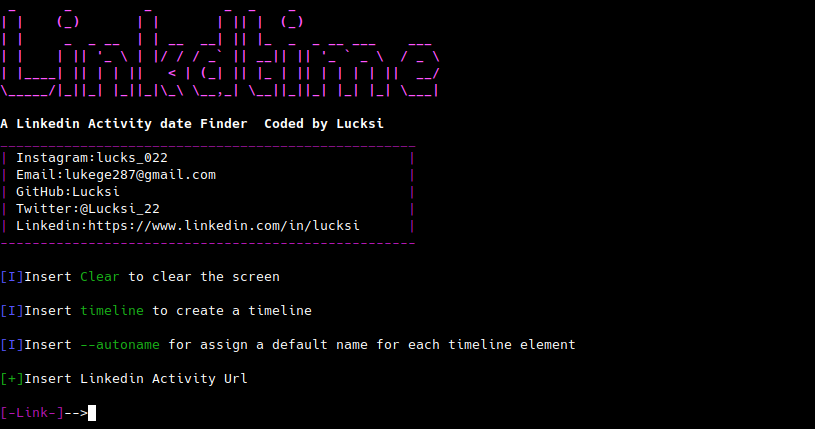 Linkdtime
A Linkedin Activity date Finder  Coded by Lucksi
| Instagram:lucks_022 |
| Email:lukege287@gmail.com |
| GitHub:Lucksi |
| Twitter:@Lucksi_22 |
| Linkedin:https://www.linkedin.com/in/lucksi |
[I]Insert Clear to clear the screen
[I]Insert timeline to create a timeline
[I]Insert --autoname for assign a default name for each timeline element
[+]Insert Linkedin Activity Url
[-Link-]-->